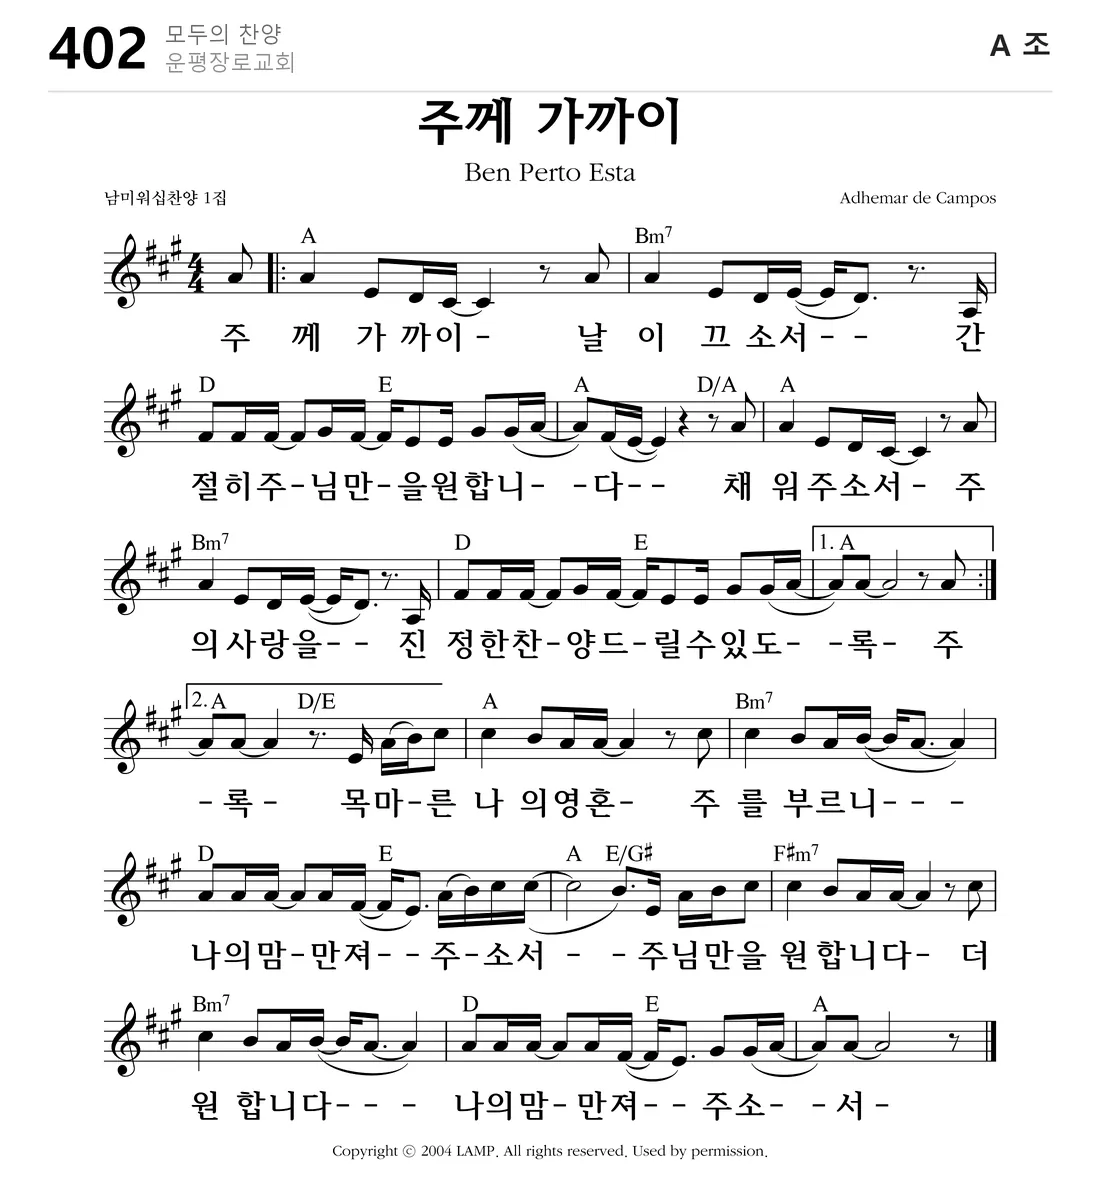 402 모두의 찬양
운평장로교회
A 조
주께 가까이
Ben Perto Esta
남미워십찬양 1집
Adhemar de Campos
A Bm7
주 께 가 까이 - 날 이 끄 소서 - - 간
D E A D/A A
절히주-님만-을원합니- -다-- 채 워주소서- 주
Bm7 D E 1. A
의사랑을-- 진 정한찬-양드-릴수있도- -록- 주
2. A D/E A Bm7
-록- 목마-른 나 의영혼- 주 를 부르니---
D E A E/G♯ F♯m7
나의맘-만져--주-소서 - -주님만을 원합니다- 더
Bm7 D E A
원 합니다--- 나의맘-만져--주소- -서-
Copyright ⓒ 2004 LAMP. All rights reserved. Used by permission.